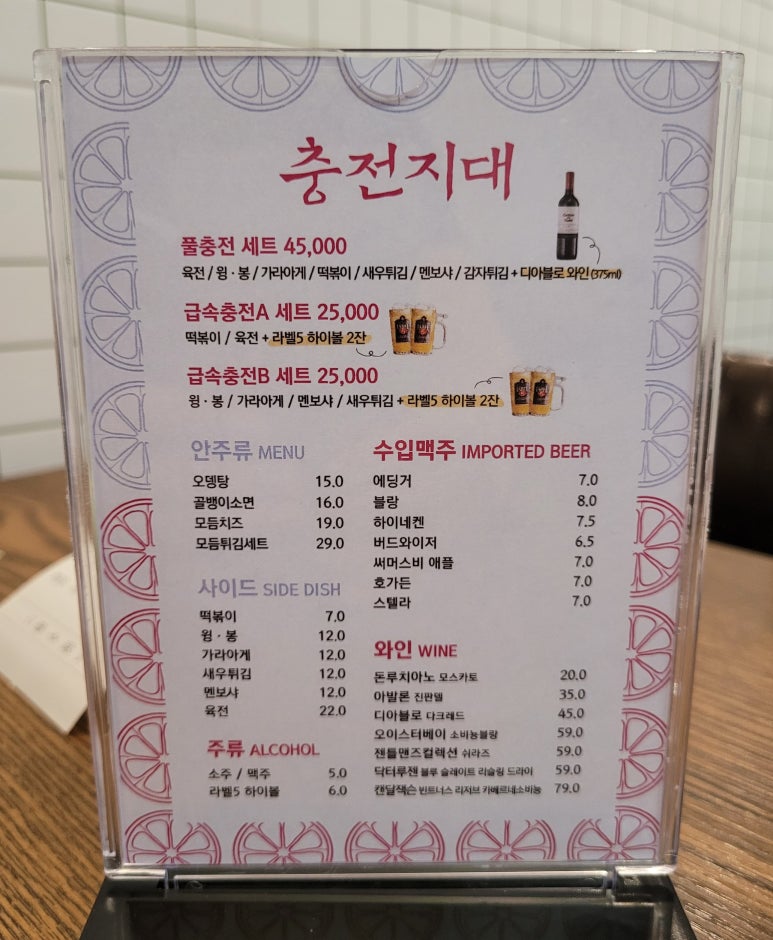 충전지대
풀충전 세트 45,000
육전 / 윙 · 봉 / 가라아게 / 떡볶이 / 새우튀김 / 멘보샤 / 감자튀김 + 디아블로 와인 (375ml)
급속충전A 세트 25,000
떡볶이 / 육전 + 라벨5 하이볼 2잔
급속충전B 세트 25,000
윙 · 봉 / 가라아게 / 멘보샤 / 새우튀김 + 라벨5 하이볼 2잔
안주류 MENU
오뎅탕 15.0
골뱅이소면 16.0
모듬치즈 19.0
모듬튀김세트 29.0
사이드 SIDE DISH
떡볶이 7.0
윙 · 봉 12.0
가라아게 12.0
새우튀김 12.0
멘보샤 12.0
육전 22.0
주류 ALCOHOL
소주 / 맥주 5.0
라벨5 하이볼 6.0
수입맥주 IMPORTED BEER
에딩거 7.0
블랑 8.0
하이네켄 7.5
버드와이저 6.5
써머스비 애플 7.0
호가든 7.0
스텔라 7.0
와인 WINE
돈루치아노 모스카토 20.0
아발론 진판델 35.0
디아블로 다크레드 45.0
오이스터베이 소비뇽블랑 59.0
젠틀맨즈컬렉션 쉬라즈 59.0
닥터루젠 블루 슬레이트 리슬링 드라이 59.0
캔달잭슨 빈트너스 리저브 카베르네소비뇽 79.0